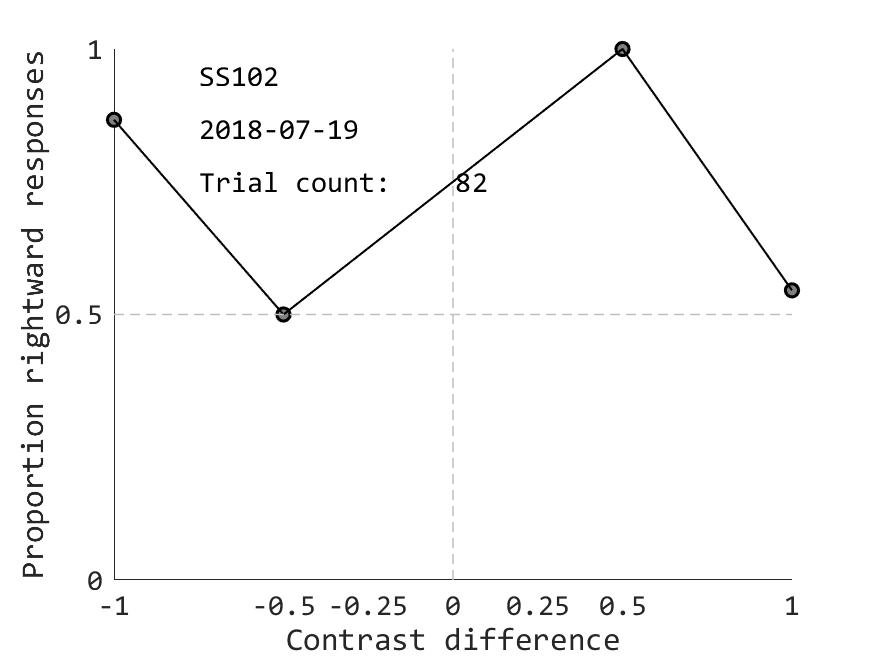 1
SS102
2018-07-19
Trial count: 82
0.5
0
-1 -0.5 -0.25 0 0.25 0.5 1
Contrast difference
Proportion rightward responses